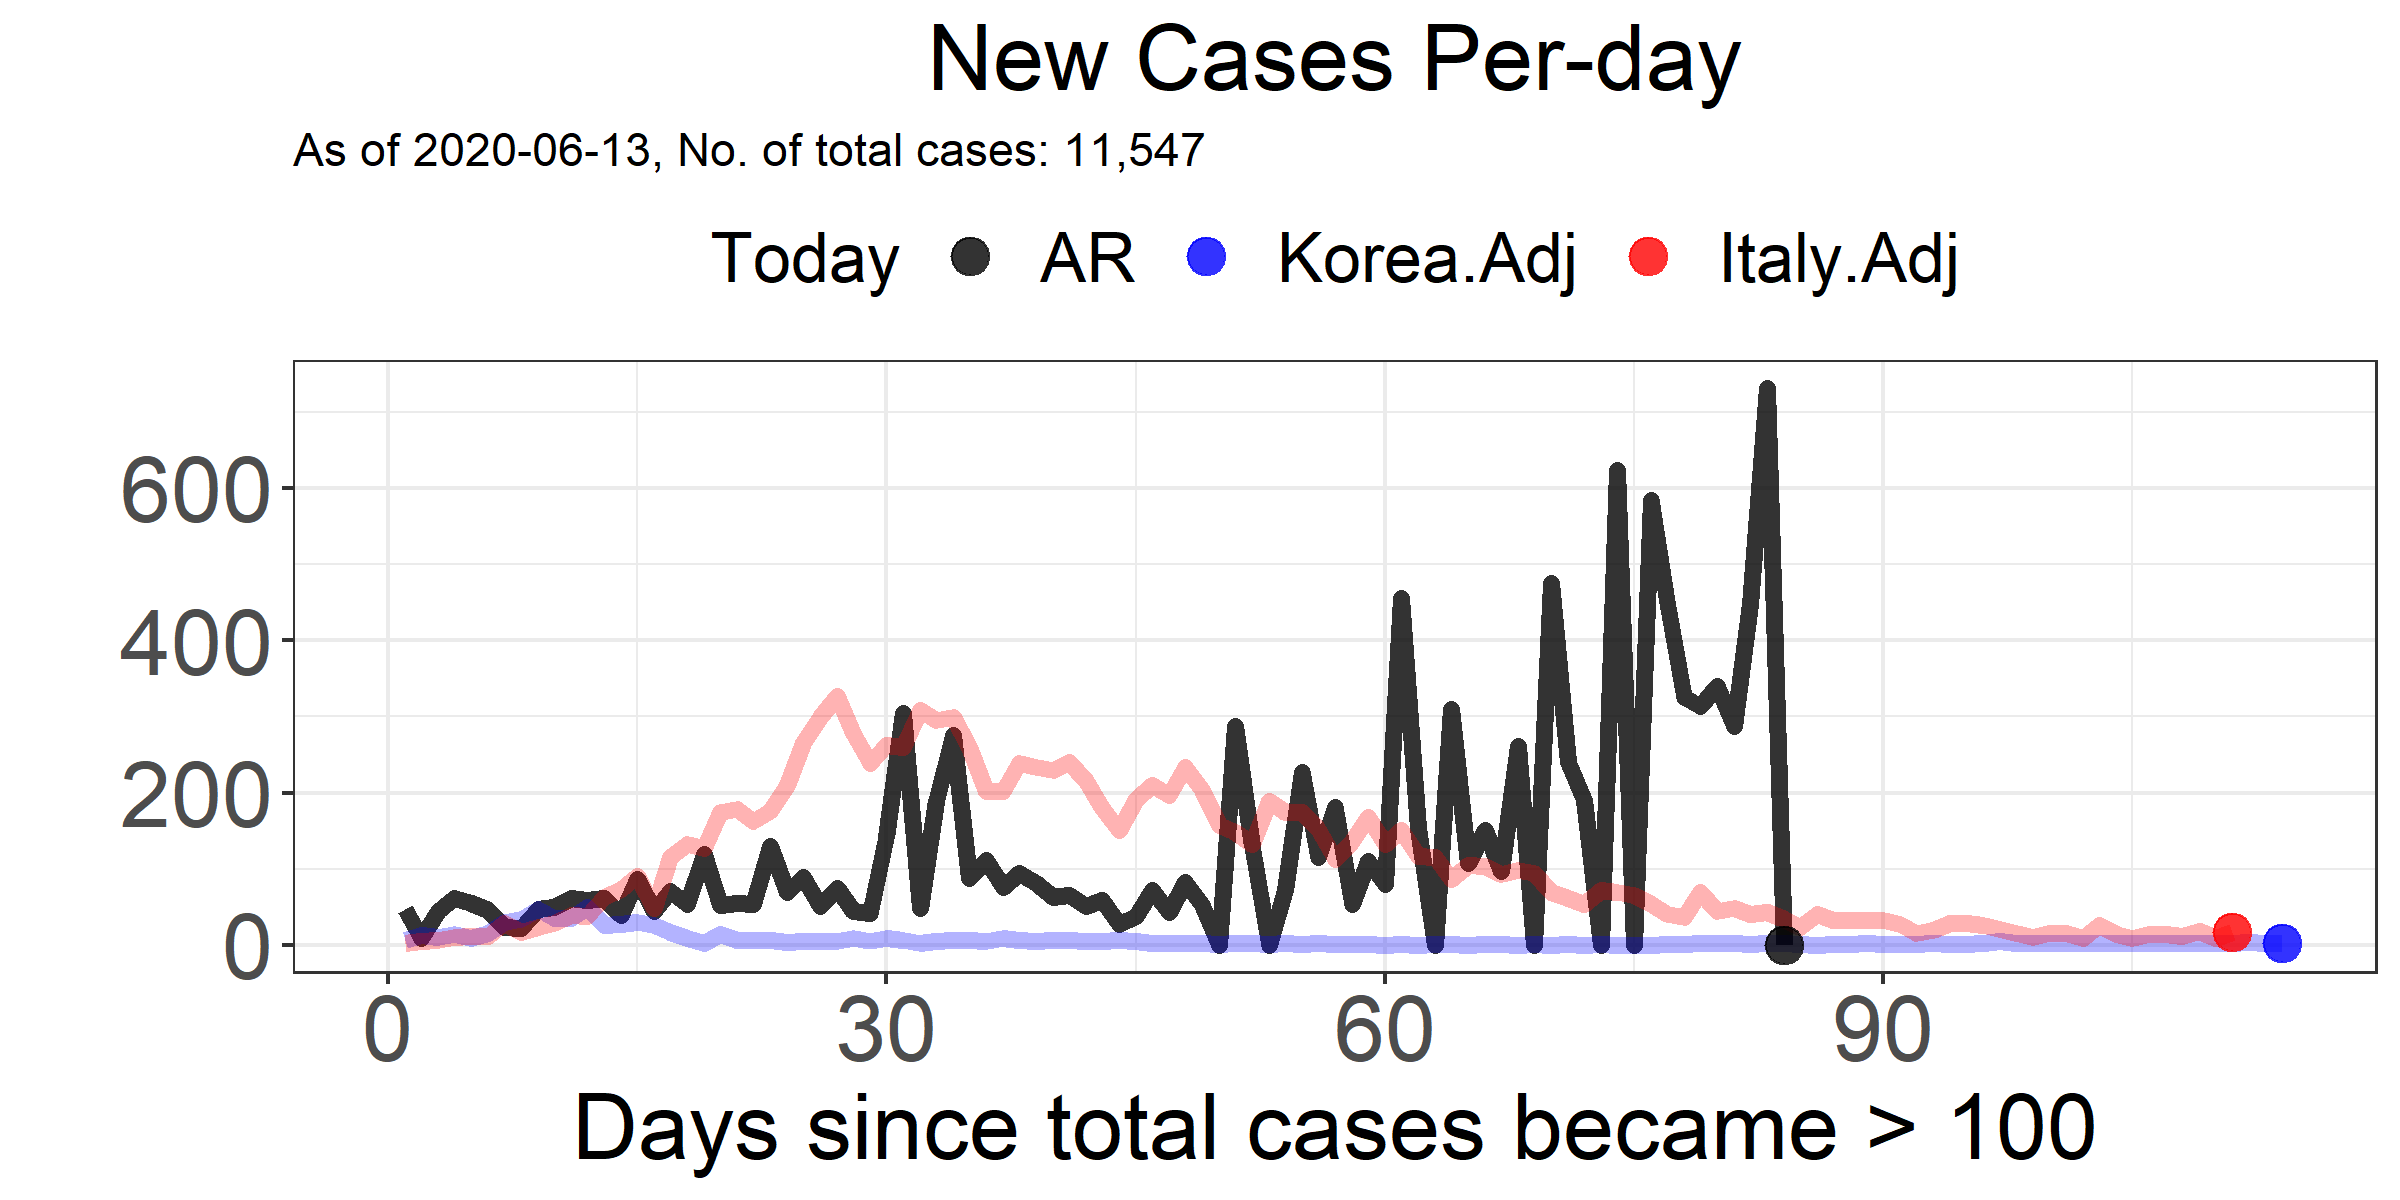 New Cases Per-day
As of 2020-06-13, No. of total cases: 11,547
Today AR Korea.Adj Italy.Adj
600
400
200
0
0 30 60 90
Days since total cases became > 100